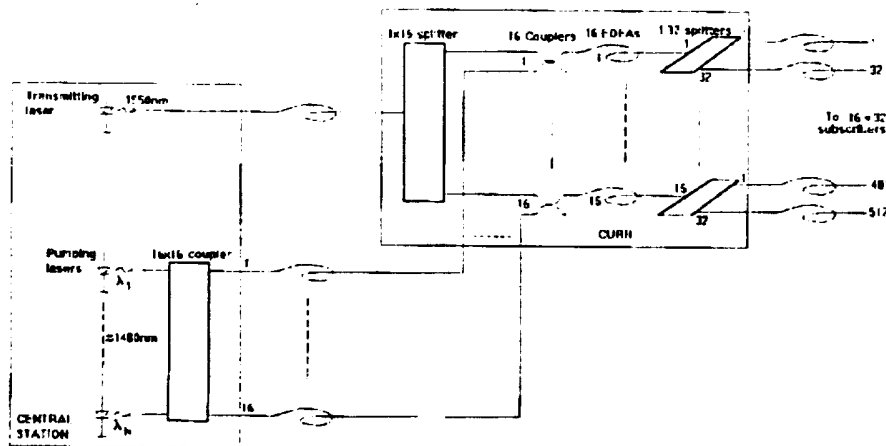 1x16 splitter
16 Couplers
16 EDFAs
1:32 splitters
1
1
1
32
32
Transmitting
laser
1550nm
To 16 x 32
subscribers
16
15
15
1
32
48
512
CURN
Pumping
lasers
16x16 coupler
1
λ1
≈1480nm
16
λN
CENTRAL
STATION